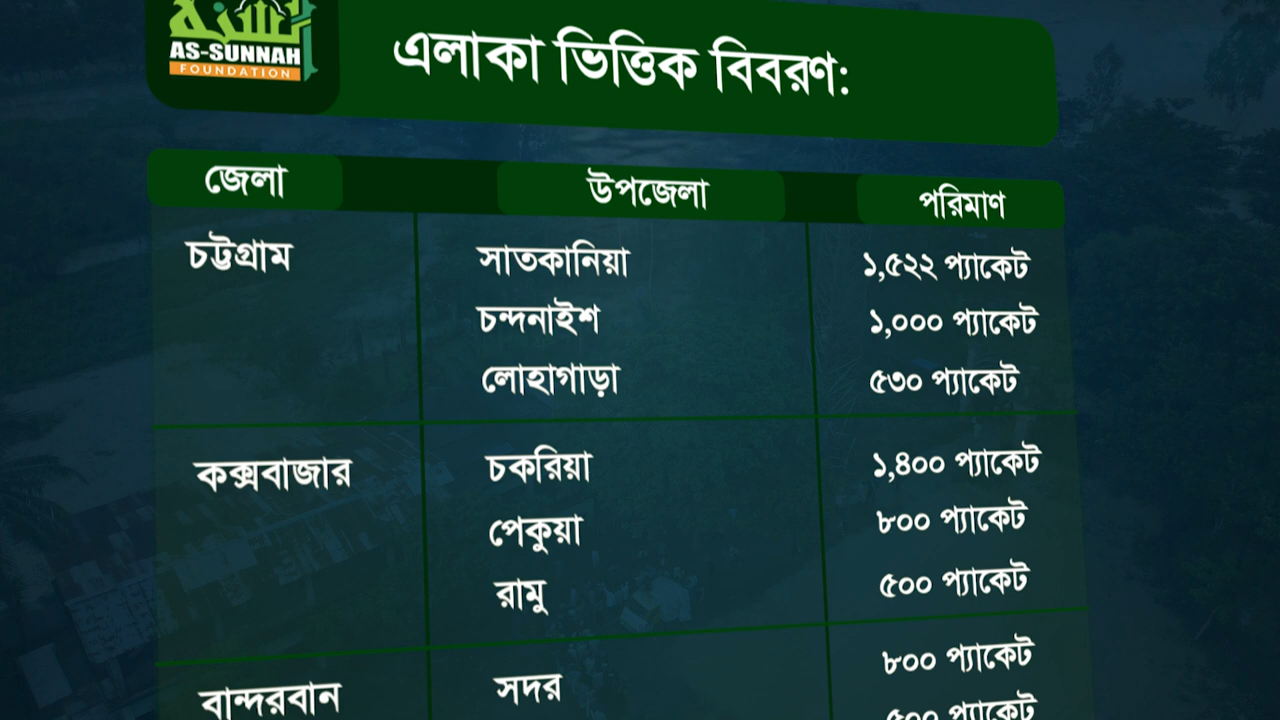 AS-SUNNAH
FOUNDATION
এলাকা ভিত্তিক বিবরণ:
জেলা উপজেলা পরিমাণ
চট্টগ্রাম সাতকানিয়া ১,৫২২ প্যাকেট
চন্দনাইশ ১,০০০ প্যাকেট
লোহাগাড়া ৫৩০ প্যাকেট
কক্সবাজার চকরিয়া ১,৪০০ প্যাকেট
পেকুয়া ৮০০ প্যাকেট
রামু ৫০০ প্যাকেট
বান্দরবান সদর ৮০০ প্যাকেট
৫০০ প্যাকেট